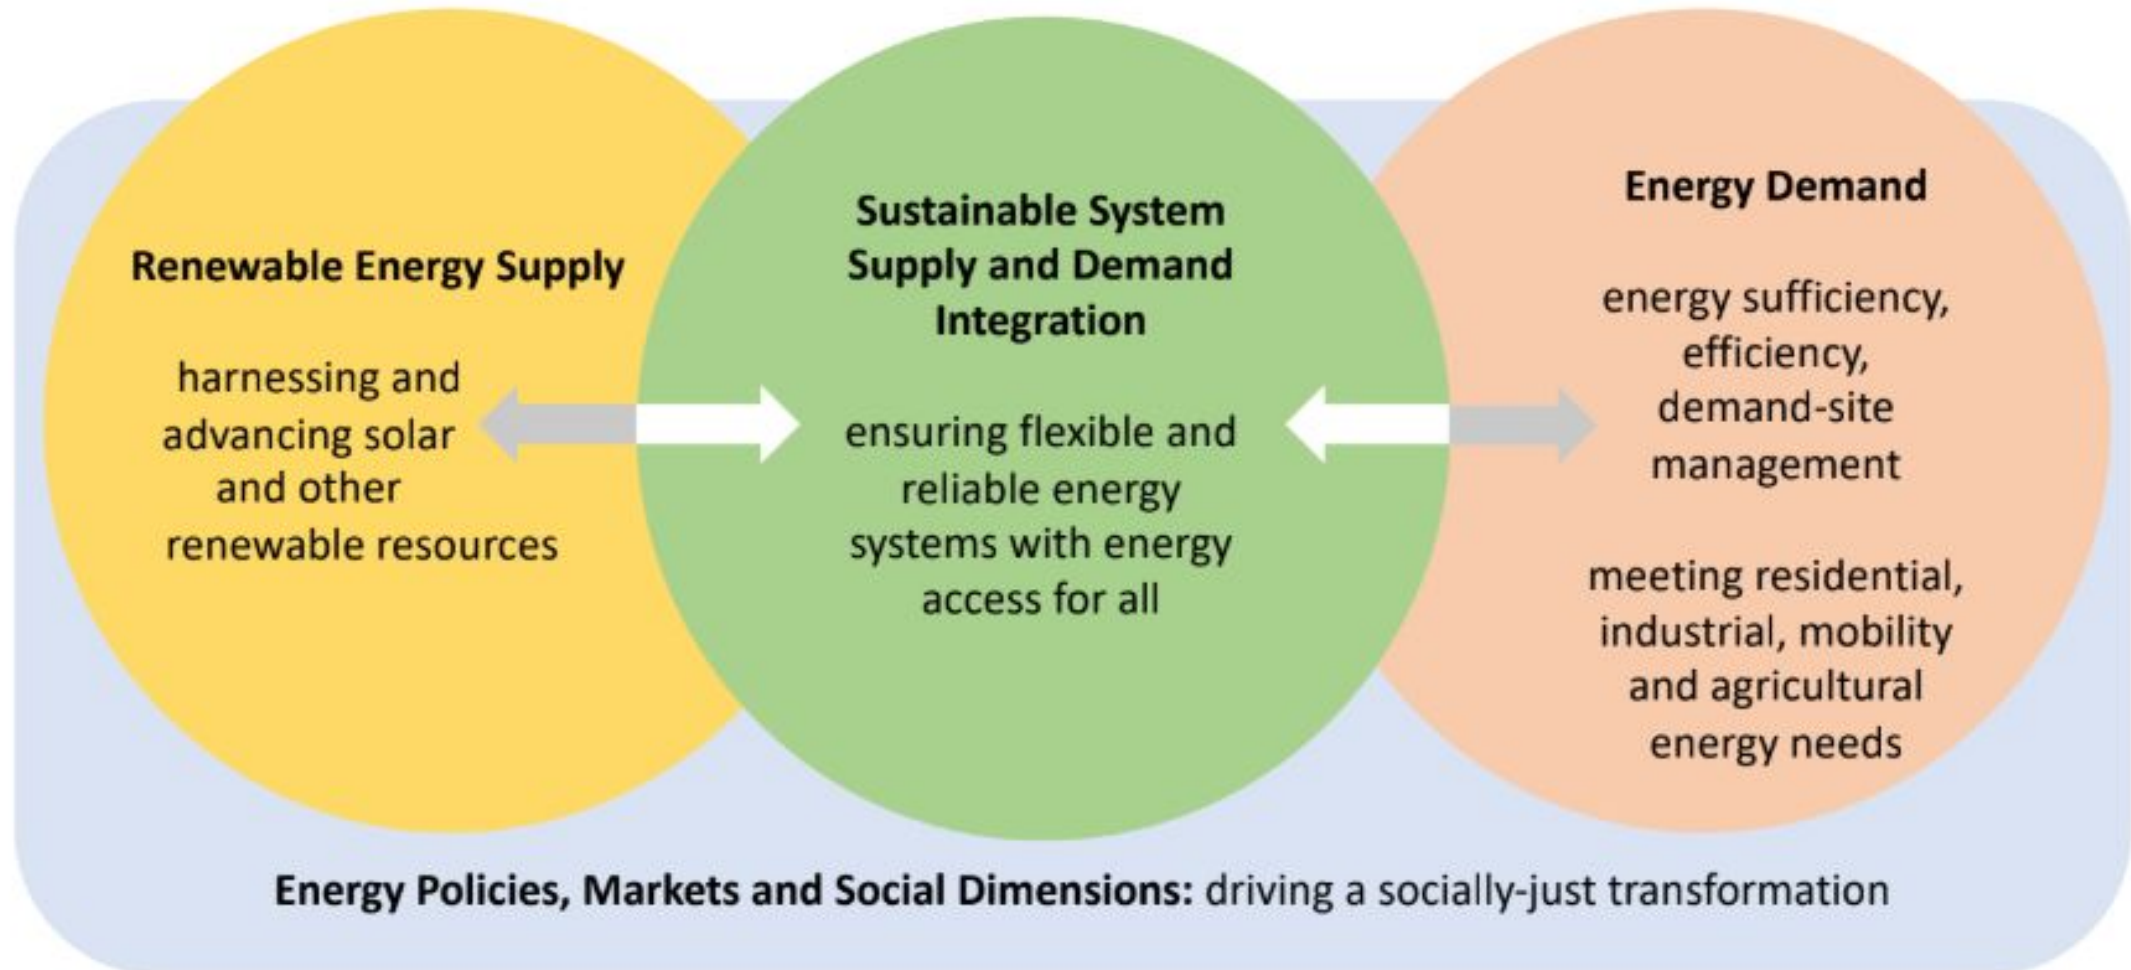 Renewable Energy Supply
harnessing and
advancing solar
and other
renewable resources
Sustainable System
Supply and Demand
Integration
ensuring flexible and
reliable energy
systems with energy
access for all
Energy Demand
energy sufficiency,
efficiency,
demand-site
management
meeting residential,
industrial, mobility
and agricultural
energy needs
Energy Policies, Markets and Social Dimensions: driving a socially-just transformation